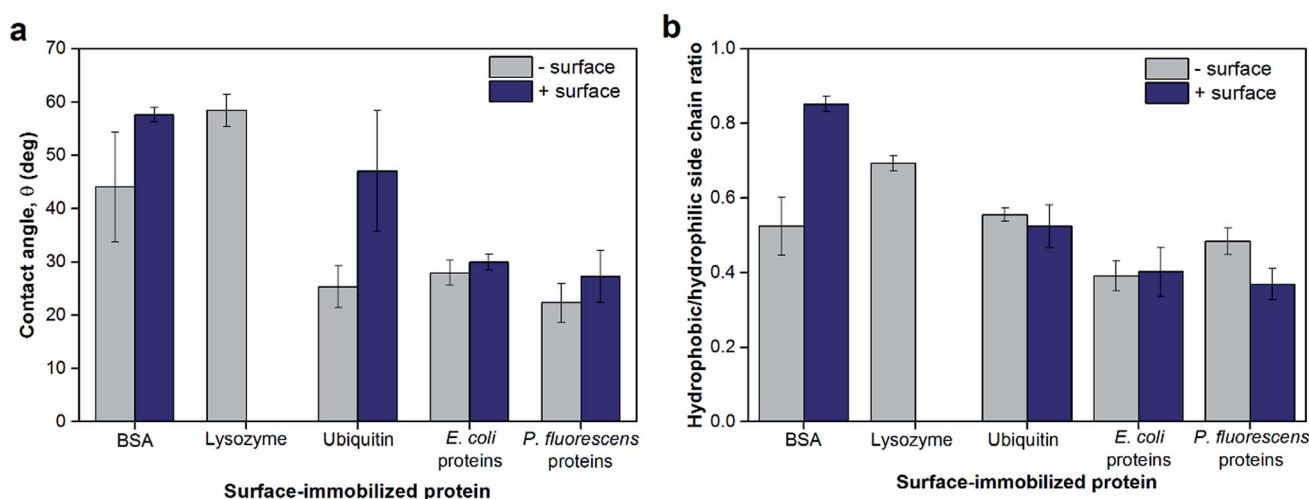 a
70
60
50
40
30
20
10
0
Contact angle, θ (deg)
- surface
+ surface
BSA
Lysozyme
Ubiquitin
E. coli
proteins
P. fluorescens
proteins
Surface-immobilized protein
b
1.0
0.8
0.6
0.4
0.2
0.0
Hydrophobic/hydrophilic side chain ratio
- surface
+ surface
BSA
Lysozyme
Ubiquitin
E. coli
proteins
P. fluorescens
proteins
Surface-immobilized protein